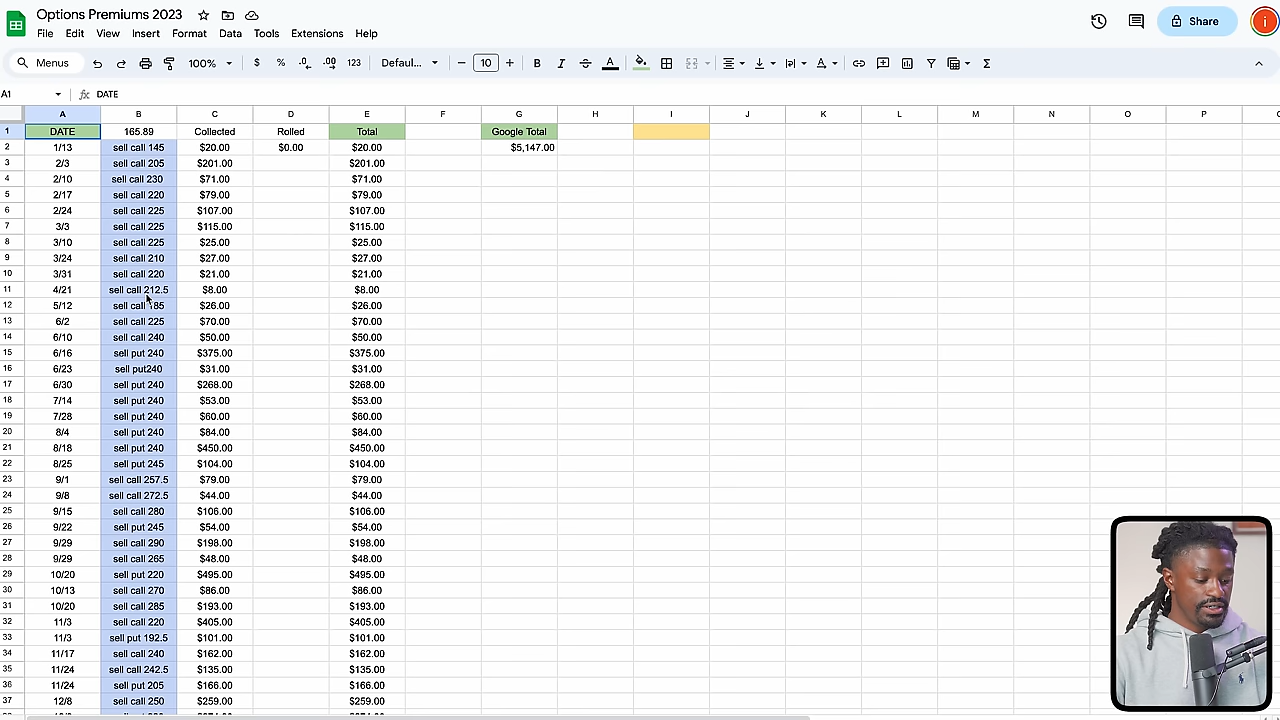 Options Premiums 2023
File Edit View Insert Format Data Tools Extensions Help
Share
i
Menus 100% $ % .0 .00 123 Defaul... 10 B I A
A1 fx DATE
A B C D E F G H I J K L M N O P
1 DATE 165.89 Collected Rolled Total Google Total
2 1/13 sell call 145 $20.00 $0.00 $20.00 $5,147.00
3 2/3 sell call 205 $201.00 $201.00
4 2/10 sell call 230 $71.00 $71.00
5 2/17 sell call 220 $79.00 $79.00
6 2/24 sell call 225 $107.00 $107.00
7 3/3 sell call 225 $115.00 $115.00
8 3/10 sell call 225 $25.00 $25.00
9 3/24 sell call 210 $27.00 $27.00
10 3/31 sell call 220 $21.00 $21.00
11 4/21 sell call 212.5 $8.00 $8.00
12 5/12 sell call 185 $26.00 $26.00
13 6/2 sell call 225 $70.00 $70.00
14 6/10 sell call 240 $50.00 $50.00
15 6/16 sell put 240 $375.00 $375.00
16 6/23 sell put240 $31.00 $31.00
17 6/30 sell put 240 $268.00 $268.00
18 7/14 sell put 240 $53.00 $53.00
19 7/28 sell put 240 $60.00 $60.00
20 8/4 sell put 240 $84.00 $84.00
21 8/18 sell put 240 $450.00 $450.00
22 8/25 sell put 245 $104.00 $104.00
23 9/1 sell call 257.5 $79.00 $79.00
24 9/8 sell call 272.5 $44.00 $44.00
25 9/15 sell call 280 $106.00 $106.00
26 9/22 sell put 245 $54.00 $54.00
27 9/29 sell call 290 $198.00 $198.00
28 9/29 sell call 265 $48.00 $48.00
29 10/20 sell put 220 $495.00 $495.00
30 10/13 sell call 270 $86.00 $86.00
31 10/20 sell call 285 $193.00 $193.00
32 11/3 sell call 220 $405.00 $405.00
33 11/3 sell put 192.5 $101.00 $101.00
34 11/17 sell call 240 $162.00 $162.00
35 11/24 sell call 242.5 $135.00 $135.00
36 11/24 sell put 205 $166.00 $166.00
37 12/8 sell call 250 $259.00 $259.00